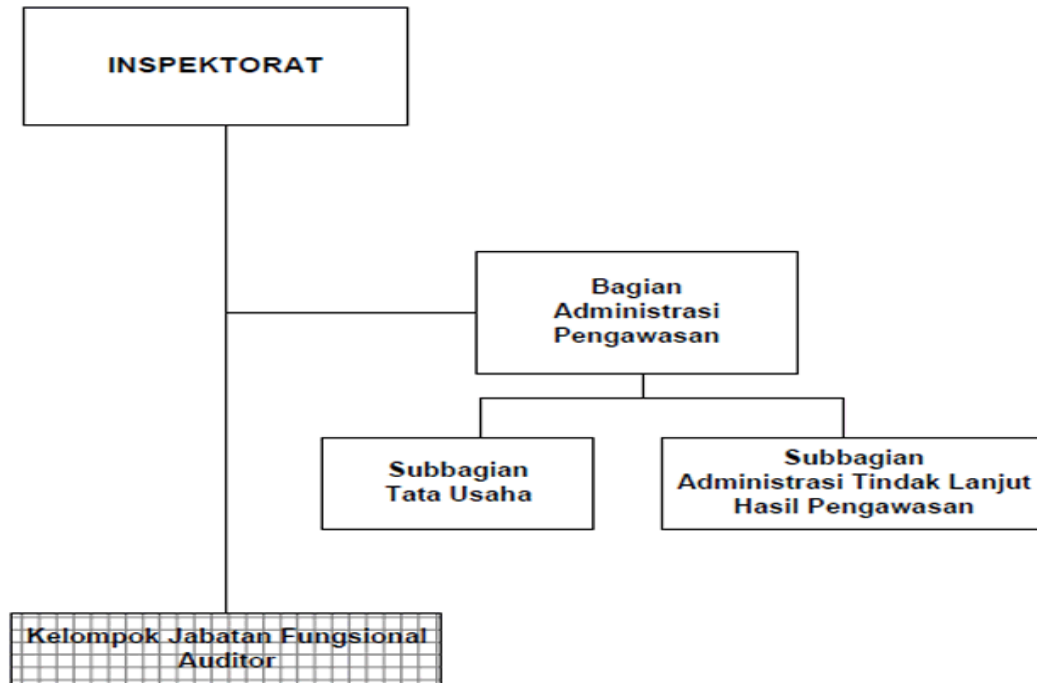 INSPEKTORAT
Bagian
Administrasi
Pengawasan
Subbagian
Tata Usaha
Subbagian
Administrasi Tindak Lanjut
Hasil Pengawasan
Kelompok Jabatan Fungsional
Auditor